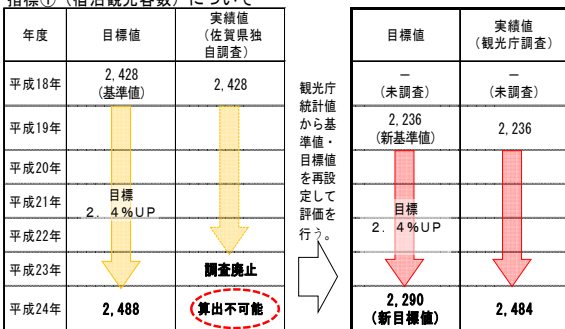 指標①（宿泊観光客数）について
年度 目標値 実績値
（佐賀県独
自調査）
平成18年 2,428
（基準値） 2,428
平成19年
平成20年
平成21年 目標
2．4％UP
平成22年
平成23年 調査廃止
平成24年 2,488 算出不可能
観光庁
統計値
から基
準値・
目標値
を再設
定して
評価を
行う。
目標値 実績値
（観光庁調査）
－
（未調査） －
（未調査）
2,236
（新基準値） 2,236
目標
2．4％UP
2,290
（新目標値） 2,484